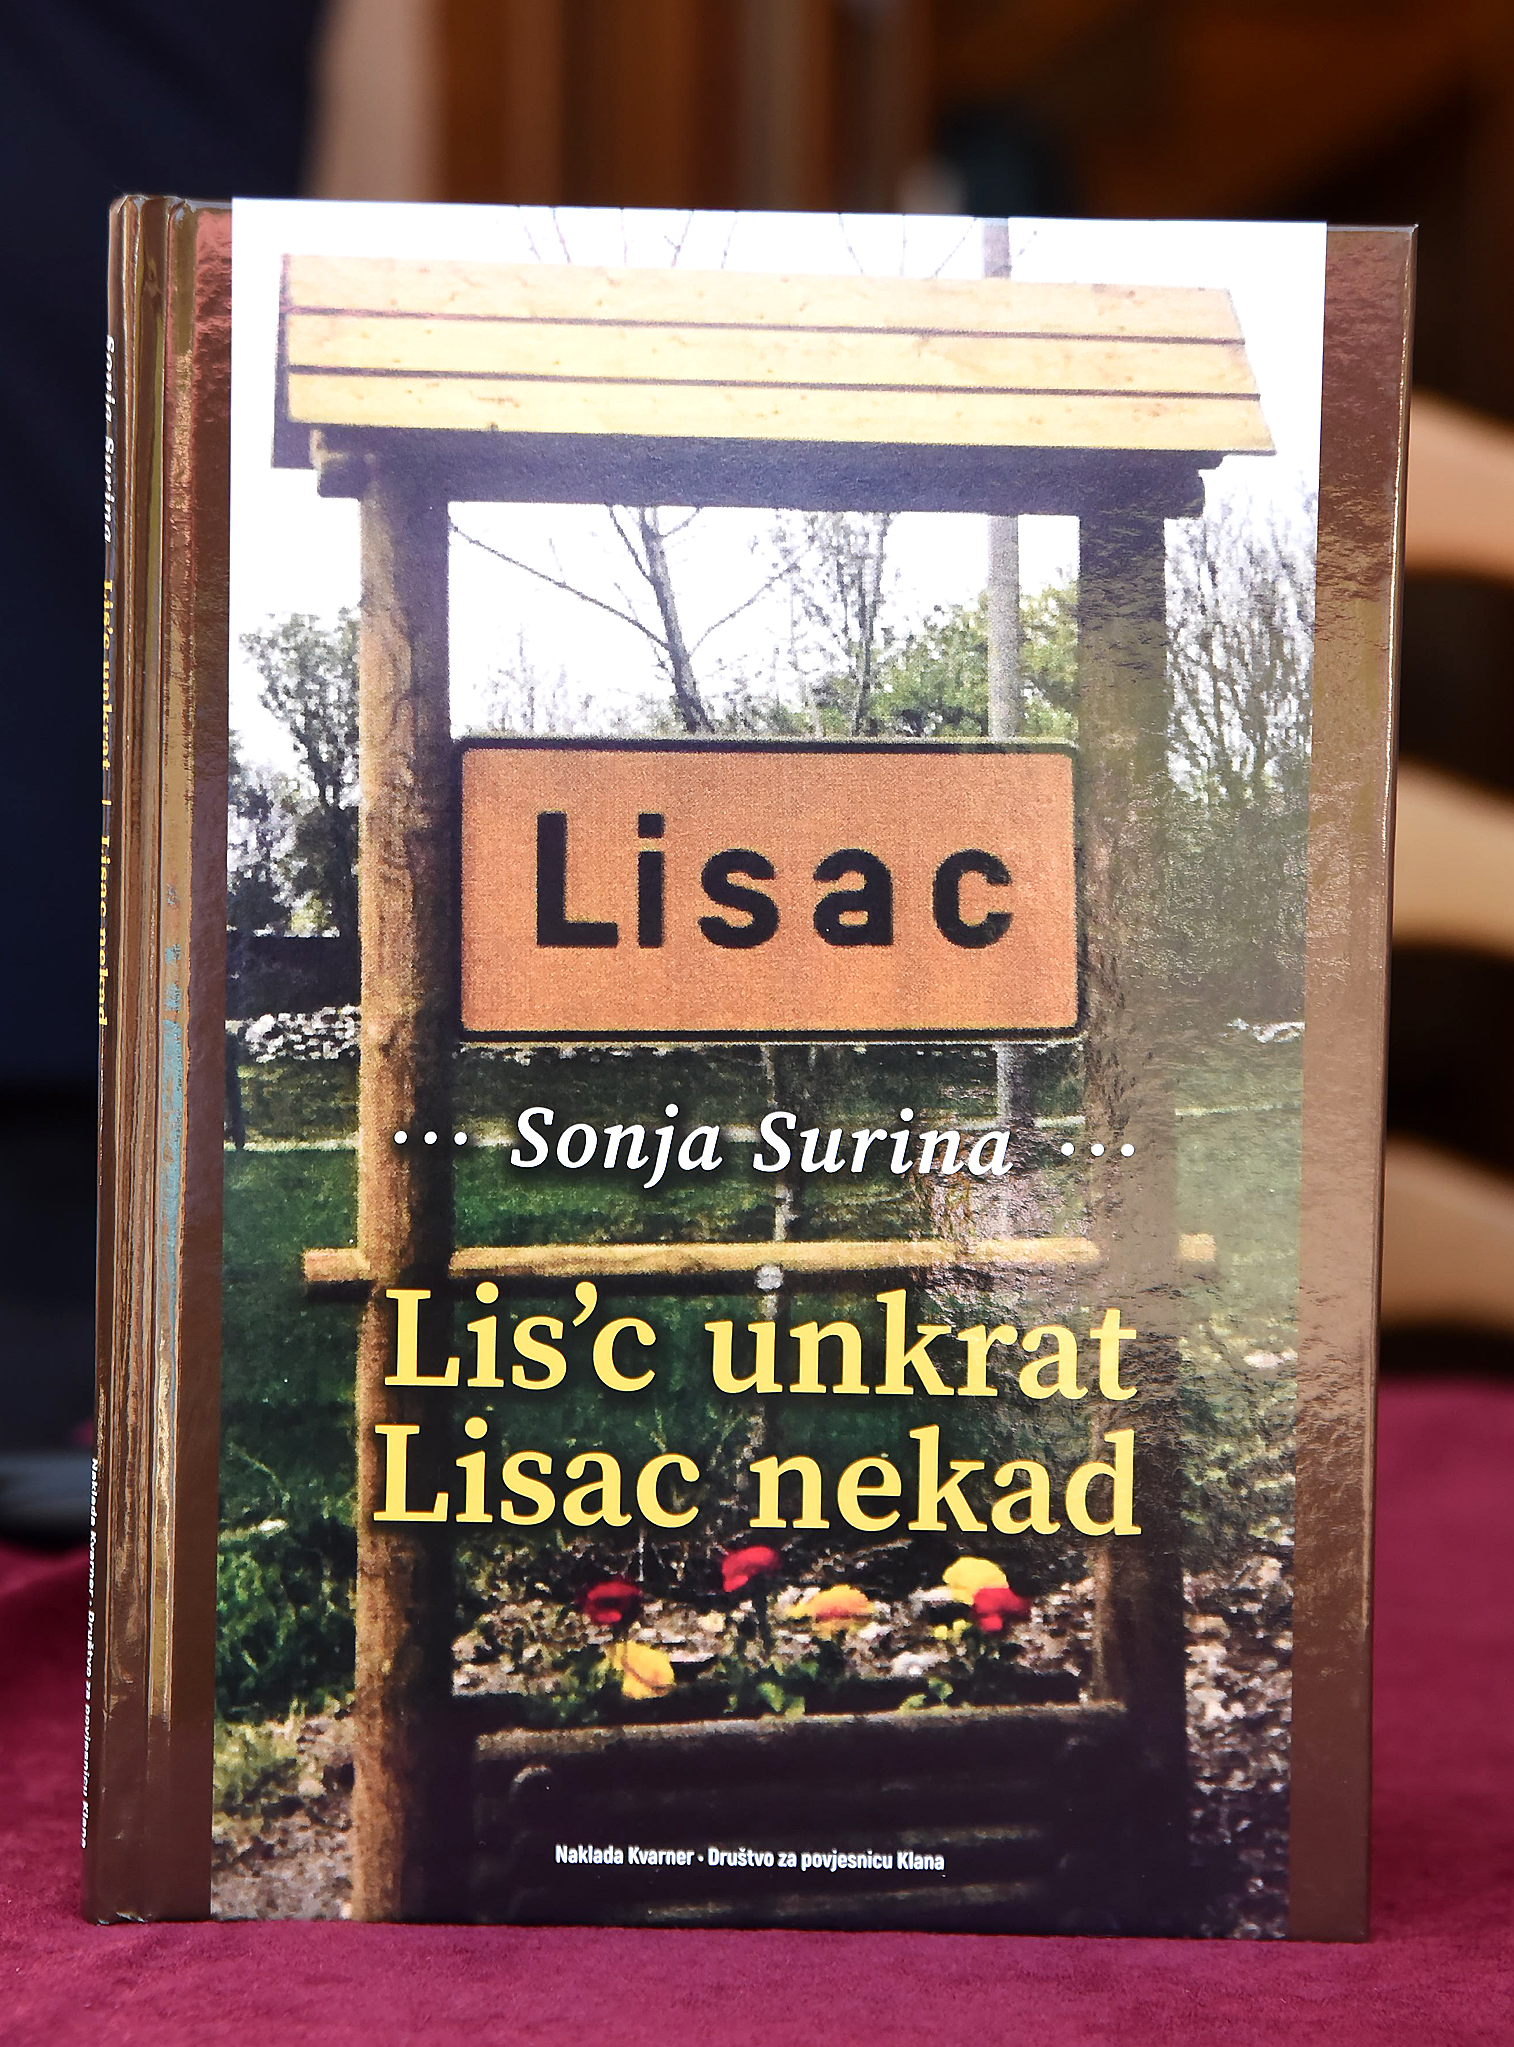 Lisac
••• Sonja Surina •••
Lis’c unkrat
Lisac nekad
Naklada Kvarner • Društvo za povjesnicu Klana
Sonja Surina Lis’c unkrat | Lisac nekad
Naklada Kvarner • Društvo za povjesnicu Klana